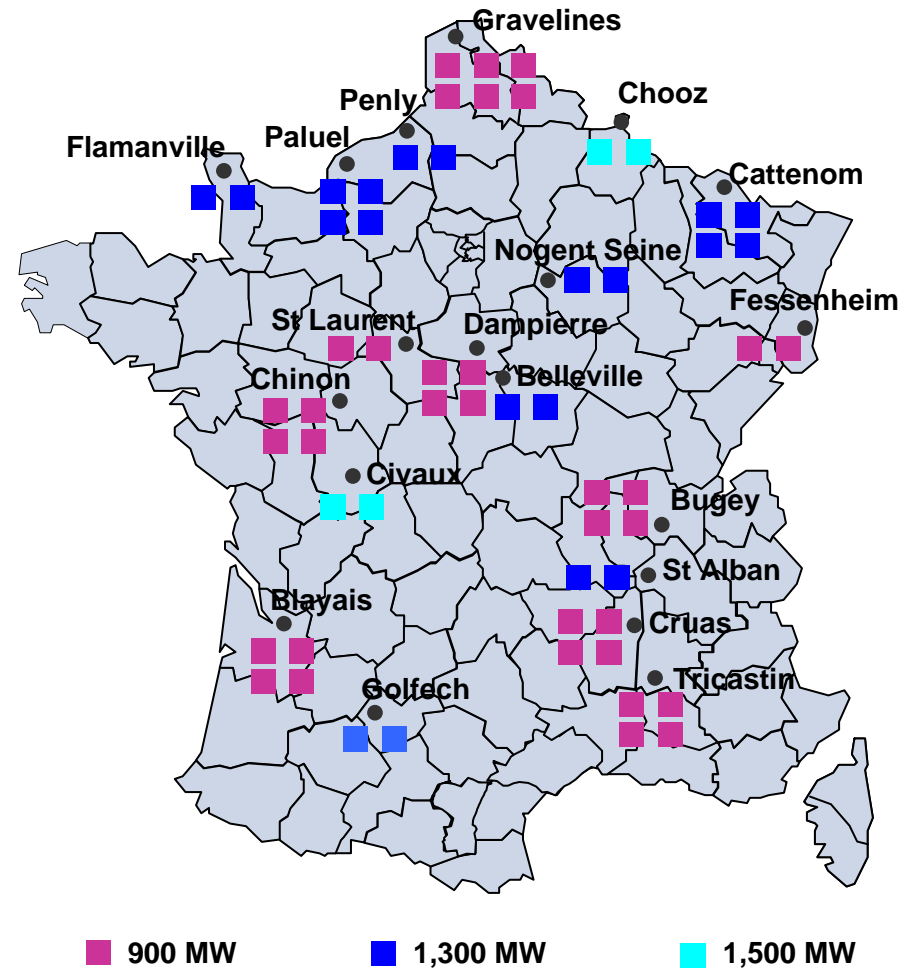 Gravelines
Chooz
Penly
Paluel
Flamanville
Cattenom
Nogent Seine
Fessenheim
St Laurent
Dampierre
Chinon
Belleville
Civaux
Bugey
St Alban
Blayais
Cruas
Tricastin
Golfech
900 MW
1,300 MW
1,500 MW